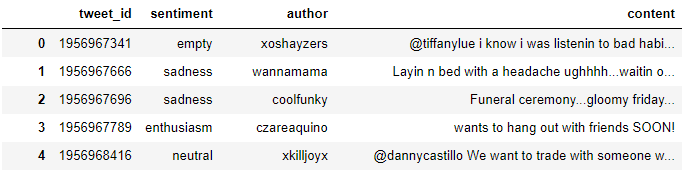 tweet_id sentiment author content
0 1956967341 empty xoshayzers @tiffanylue i know i was listenin to bad habi...
1 1956967666 sadness wannamama Layin n bed with a headache ughhhh...waitin o...
2 1956967696 sadness coolfunky Funeral ceremony...gloomy friday...
3 1956967789 enthusiasm czareaquino wants to hang out with friends SOON!
4 1956968416 neutral xkilljoyx @dannycastillo We want to trade with someone w...